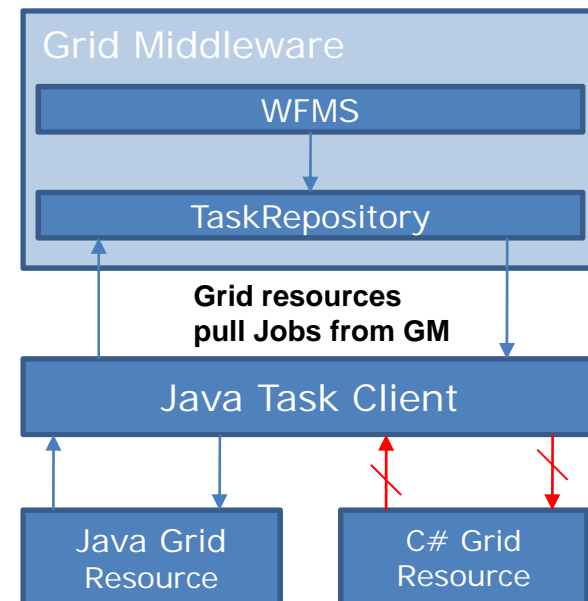 Grid Middleware
WFMS
TaskRepository
Grid resources
pull Jobs from GM
Java Task Client
Java Grid
Resource
C# Grid
Resource